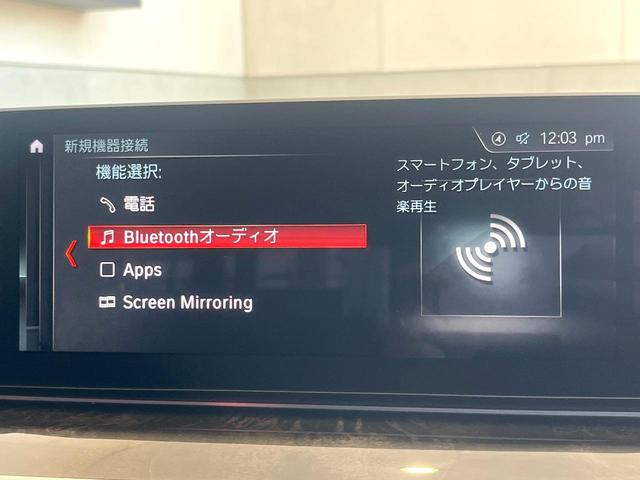 新規機器接続
12:03 pm
機能選択:
電話
Bluetoothオーディオ
Apps
Screen Mirroring
スマートフォン、タブレット、
オーディオプレイヤーからの音
楽再生